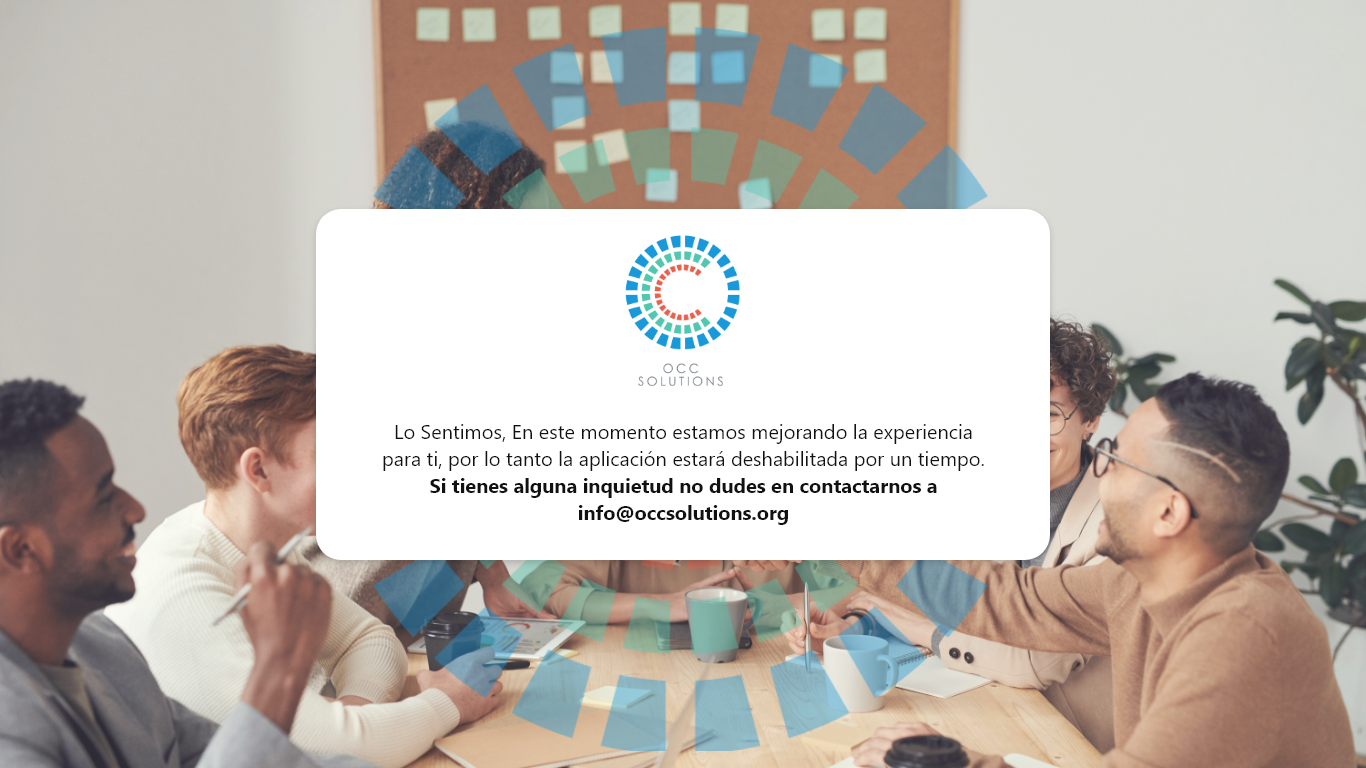 OCC
SOLUTIONS
Lo Sentimos, En este momento estamos mejorando la experiencia
para ti, por lo tanto la aplicación estará deshabilitada por un tiempo.
Si tienes alguna inquietud no dudes en contactarnos a
info@occsolutions.org